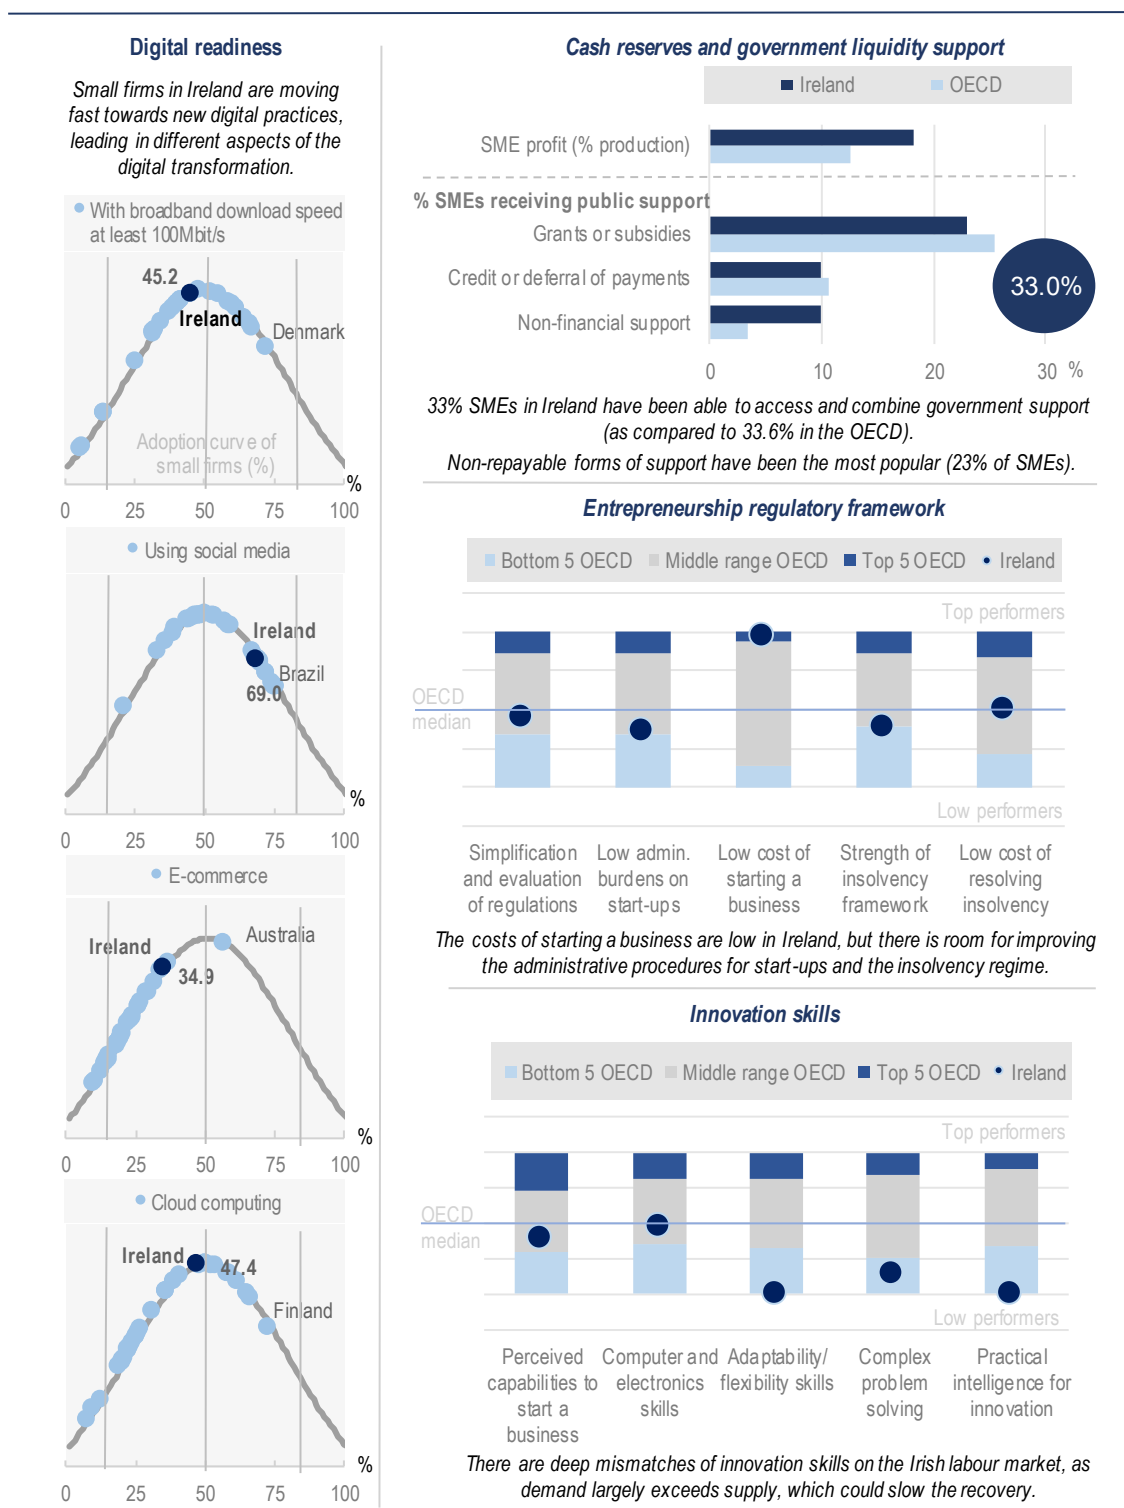 Digital readiness
Small firms in Ireland are moving
fast towards new digital practices,
leading in different aspects of the
digital transformation.
With broadband download speed
at least 100Mbit/s
45.2
Ireland
Denmark
Adoption curve of
small firms (%)
%
0 25 50 75 100
Using social media
Ireland
Brazil
69.0
%
0 25 50 75 100
E-commerce
Ireland
Australia
34.9
%
0 25 50 75 100
Cloud computing
Ireland
47.4
Finland
%
0 25 50 75 100
Cash reserves and government liquidity support
Ireland OECD
SME profit (% production)
% SMEs receiving public support
Grants or subsidies
Credit or deferral of payments
Non-financial support
33.0%
0 10 20 30 %
33% SMEs in Ireland have been able to access and combine government support
(as compared to 33.6% in the OECD).
Non-repayable forms of support have been the most popular (23% of SMEs).
Entrepreneurship regulatory framework
Bottom 5 OECD Middle range OECD Top 5 OECD Ireland
Top performers
OECD
median
Low performers
Simplification
and evaluation
of regulations
Low admin.
burdens on
start-ups
Low cost of
starting a
business
Strength of
insolvency
framework
Low cost of
resolving
insolvency
The costs of starting a business are low in Ireland, but there is room for improving
the administrative procedures for start-ups and the insolvency regime.
Innovation skills
Bottom 5 OECD Middle range OECD Top 5 OECD Ireland
Top performers
OECD
median
Low performers
Perceived
capabilities to
start a
business
Computer and
electronics
skills
Adaptability/
flexibility skills
Complex
problem
solving
Practical
intelligence for
innovation
There are deep mismatches of innovation skills on the Irish labour market, as
demand largely exceeds supply, which could slow the recovery.